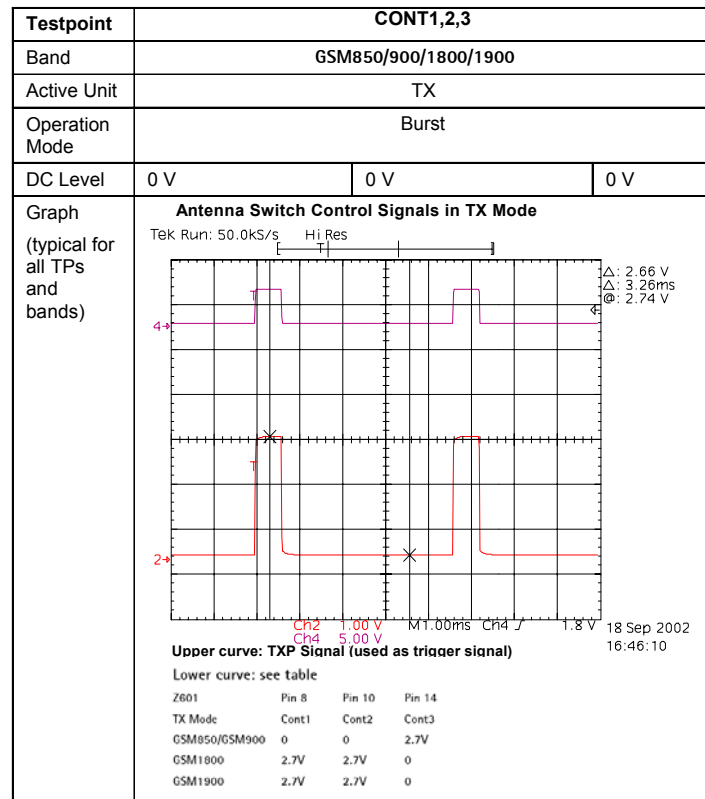 Testpoint CONT1,2,3
Band GSM850/900/1800/1900
Active Unit TX
Operation Mode Burst
DC Level 0 V 0 V 0 V
Graph
(typical for all TPs and bands)
Antenna Switch Control Signals in TX Mode
Tek Run: 50.0kS/s Hi Res
T
Δ: 2.66 V
Δ: 3.26ms
@: 2.74 V
T
4→
T
2→
Ch2 1.00 V M1.00ms Ch4 ∫ 1.8 V
Ch4 5.00 V
18 Sep 2002
16:46:10
Upper curve: TXP Signal (used as trigger signal)
Lower curve: see table
Z601 Pin 8 Pin 10 Pin 14
TX Mode Cont1 Cont2 Cont3
GSM850/GSM900 0 0 2.7V
GSM1800 2.7V 2.7V 0
GSM1900 2.7V 2.7V 0